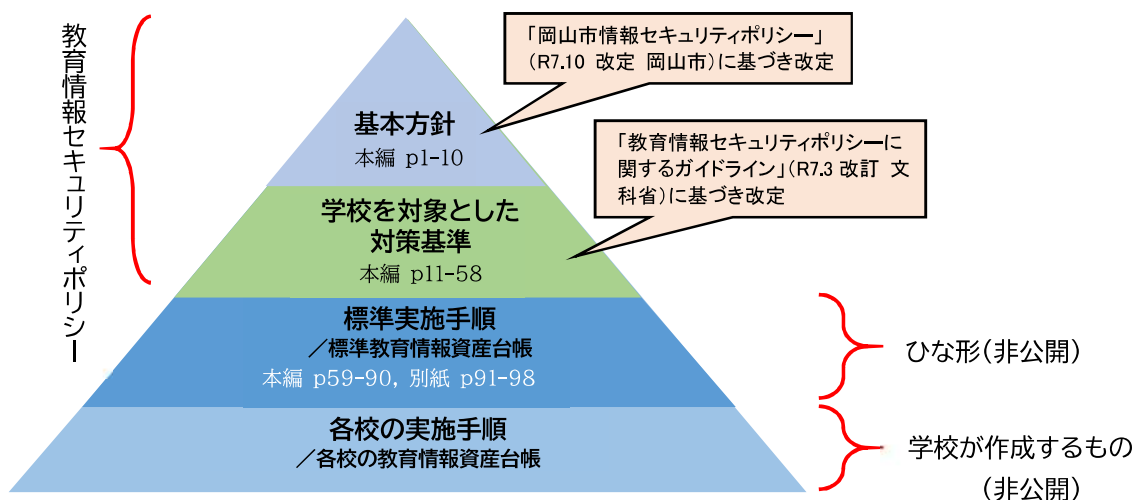 教育情報セキュリティポリシー
「岡山市情報セキュリティポリシー」
(R7.10 改定 岡山市)に基づき改定
基本方針
本編 p1-10
「教育情報セキュリティポリシーに
関するガイドライン」(R7.3 改訂 文
科省)に基づき改定
学校を対象とした
対策基準
本編 p11-58
標準実施手順
／標準教育情報資産台帳
本編 p59-90, 別紙 p91-98
ひな形(非公開)
各校の実施手順
／各校の教育情報資産台帳
学校が作成するもの
(非公開)